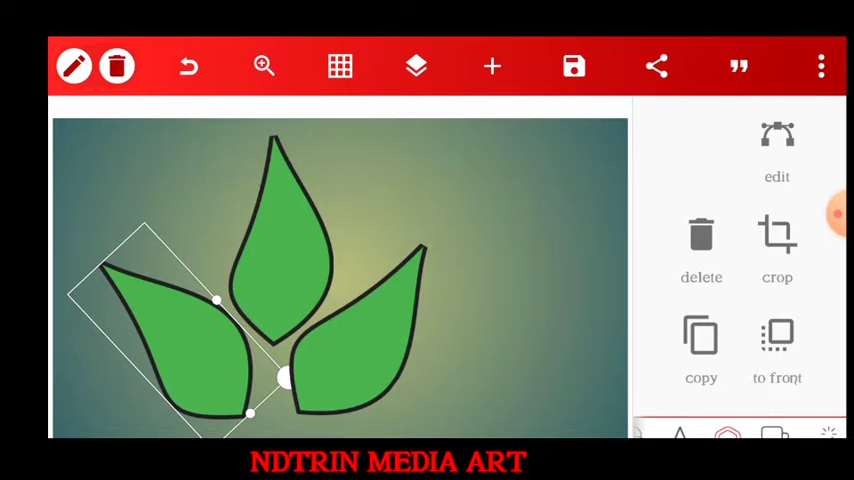 edit
delete
crop
copy
to front
NDTRIN MEDIA ART